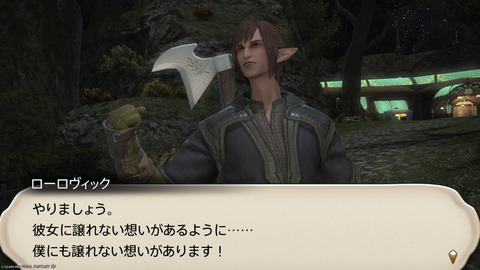 ローロヴィック
やりましょう。
彼女に譲れない想いがあるように……
僕にも譲れない想いがあります！